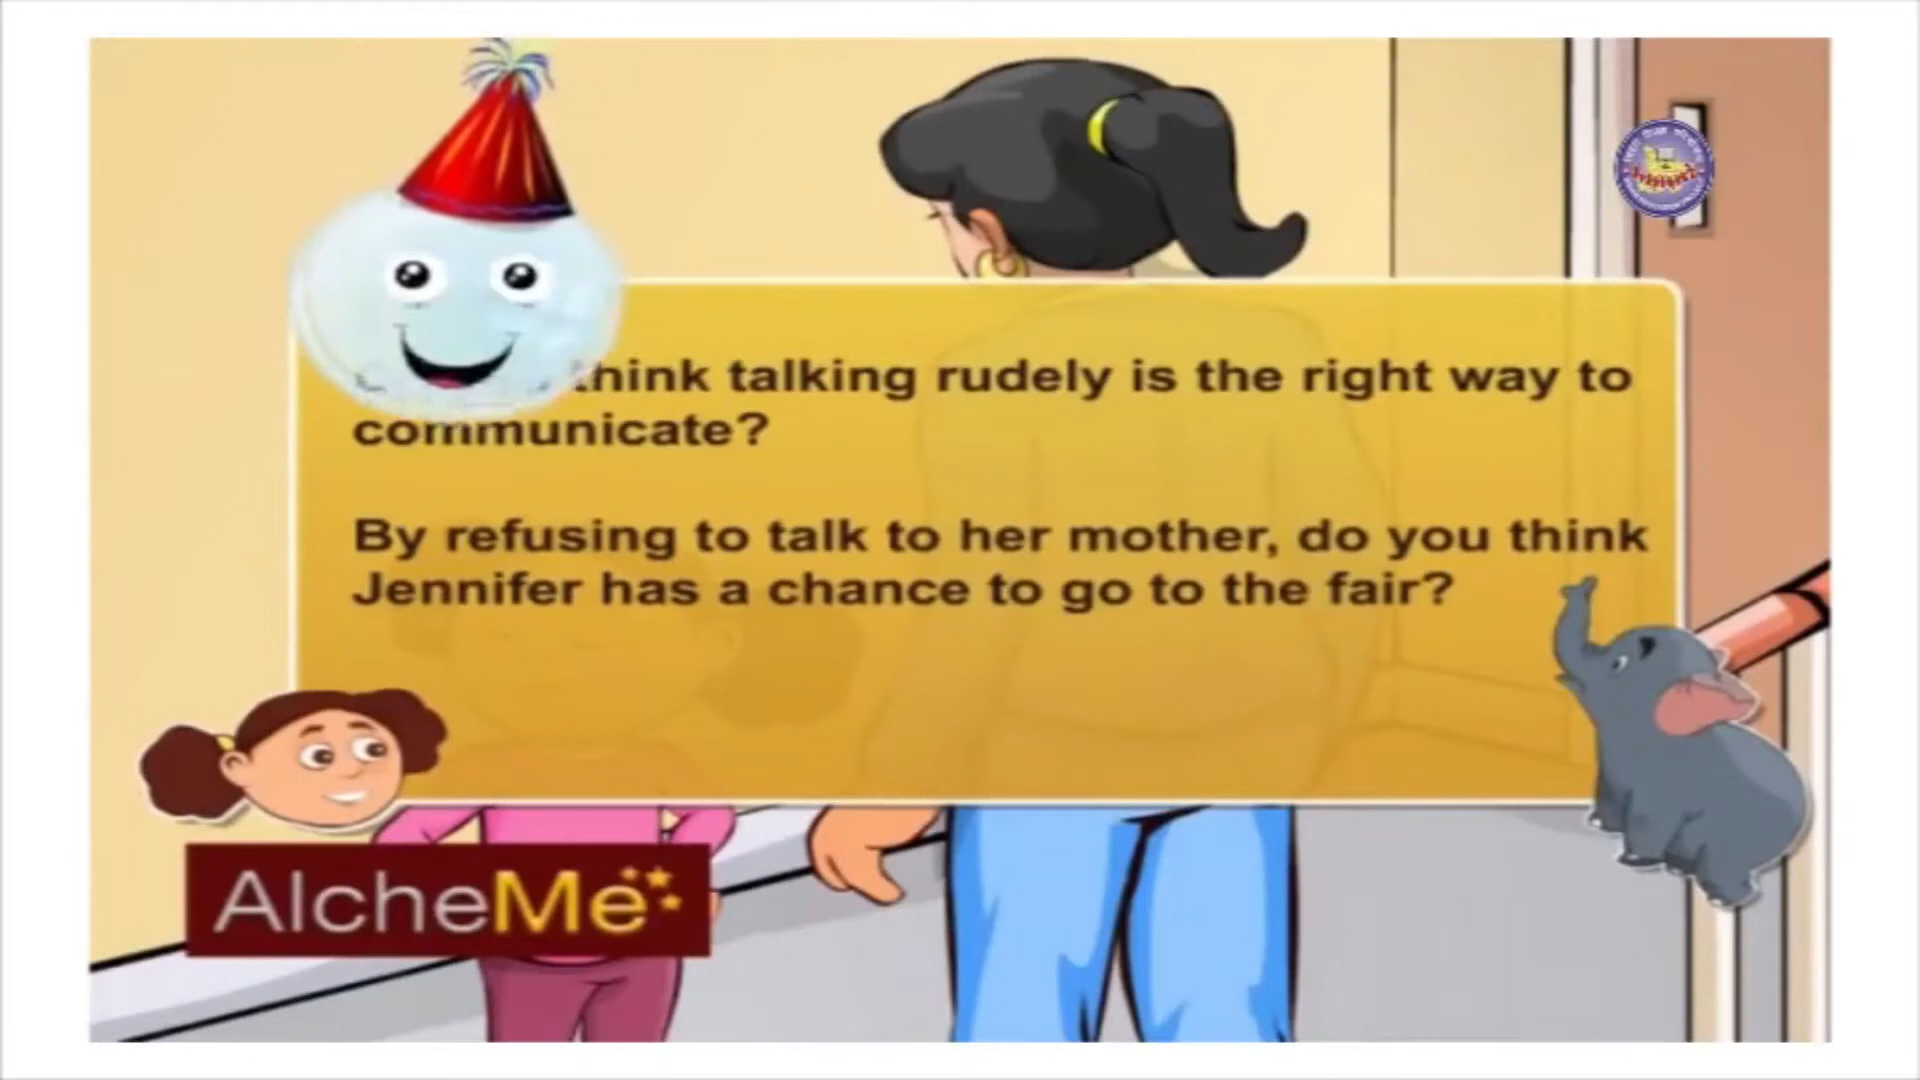 think talking rudely is the right way to
communicate?
By refusing to talk to her mother, do you think
Jennifer has a chance to go to the fair?
AlcheMe